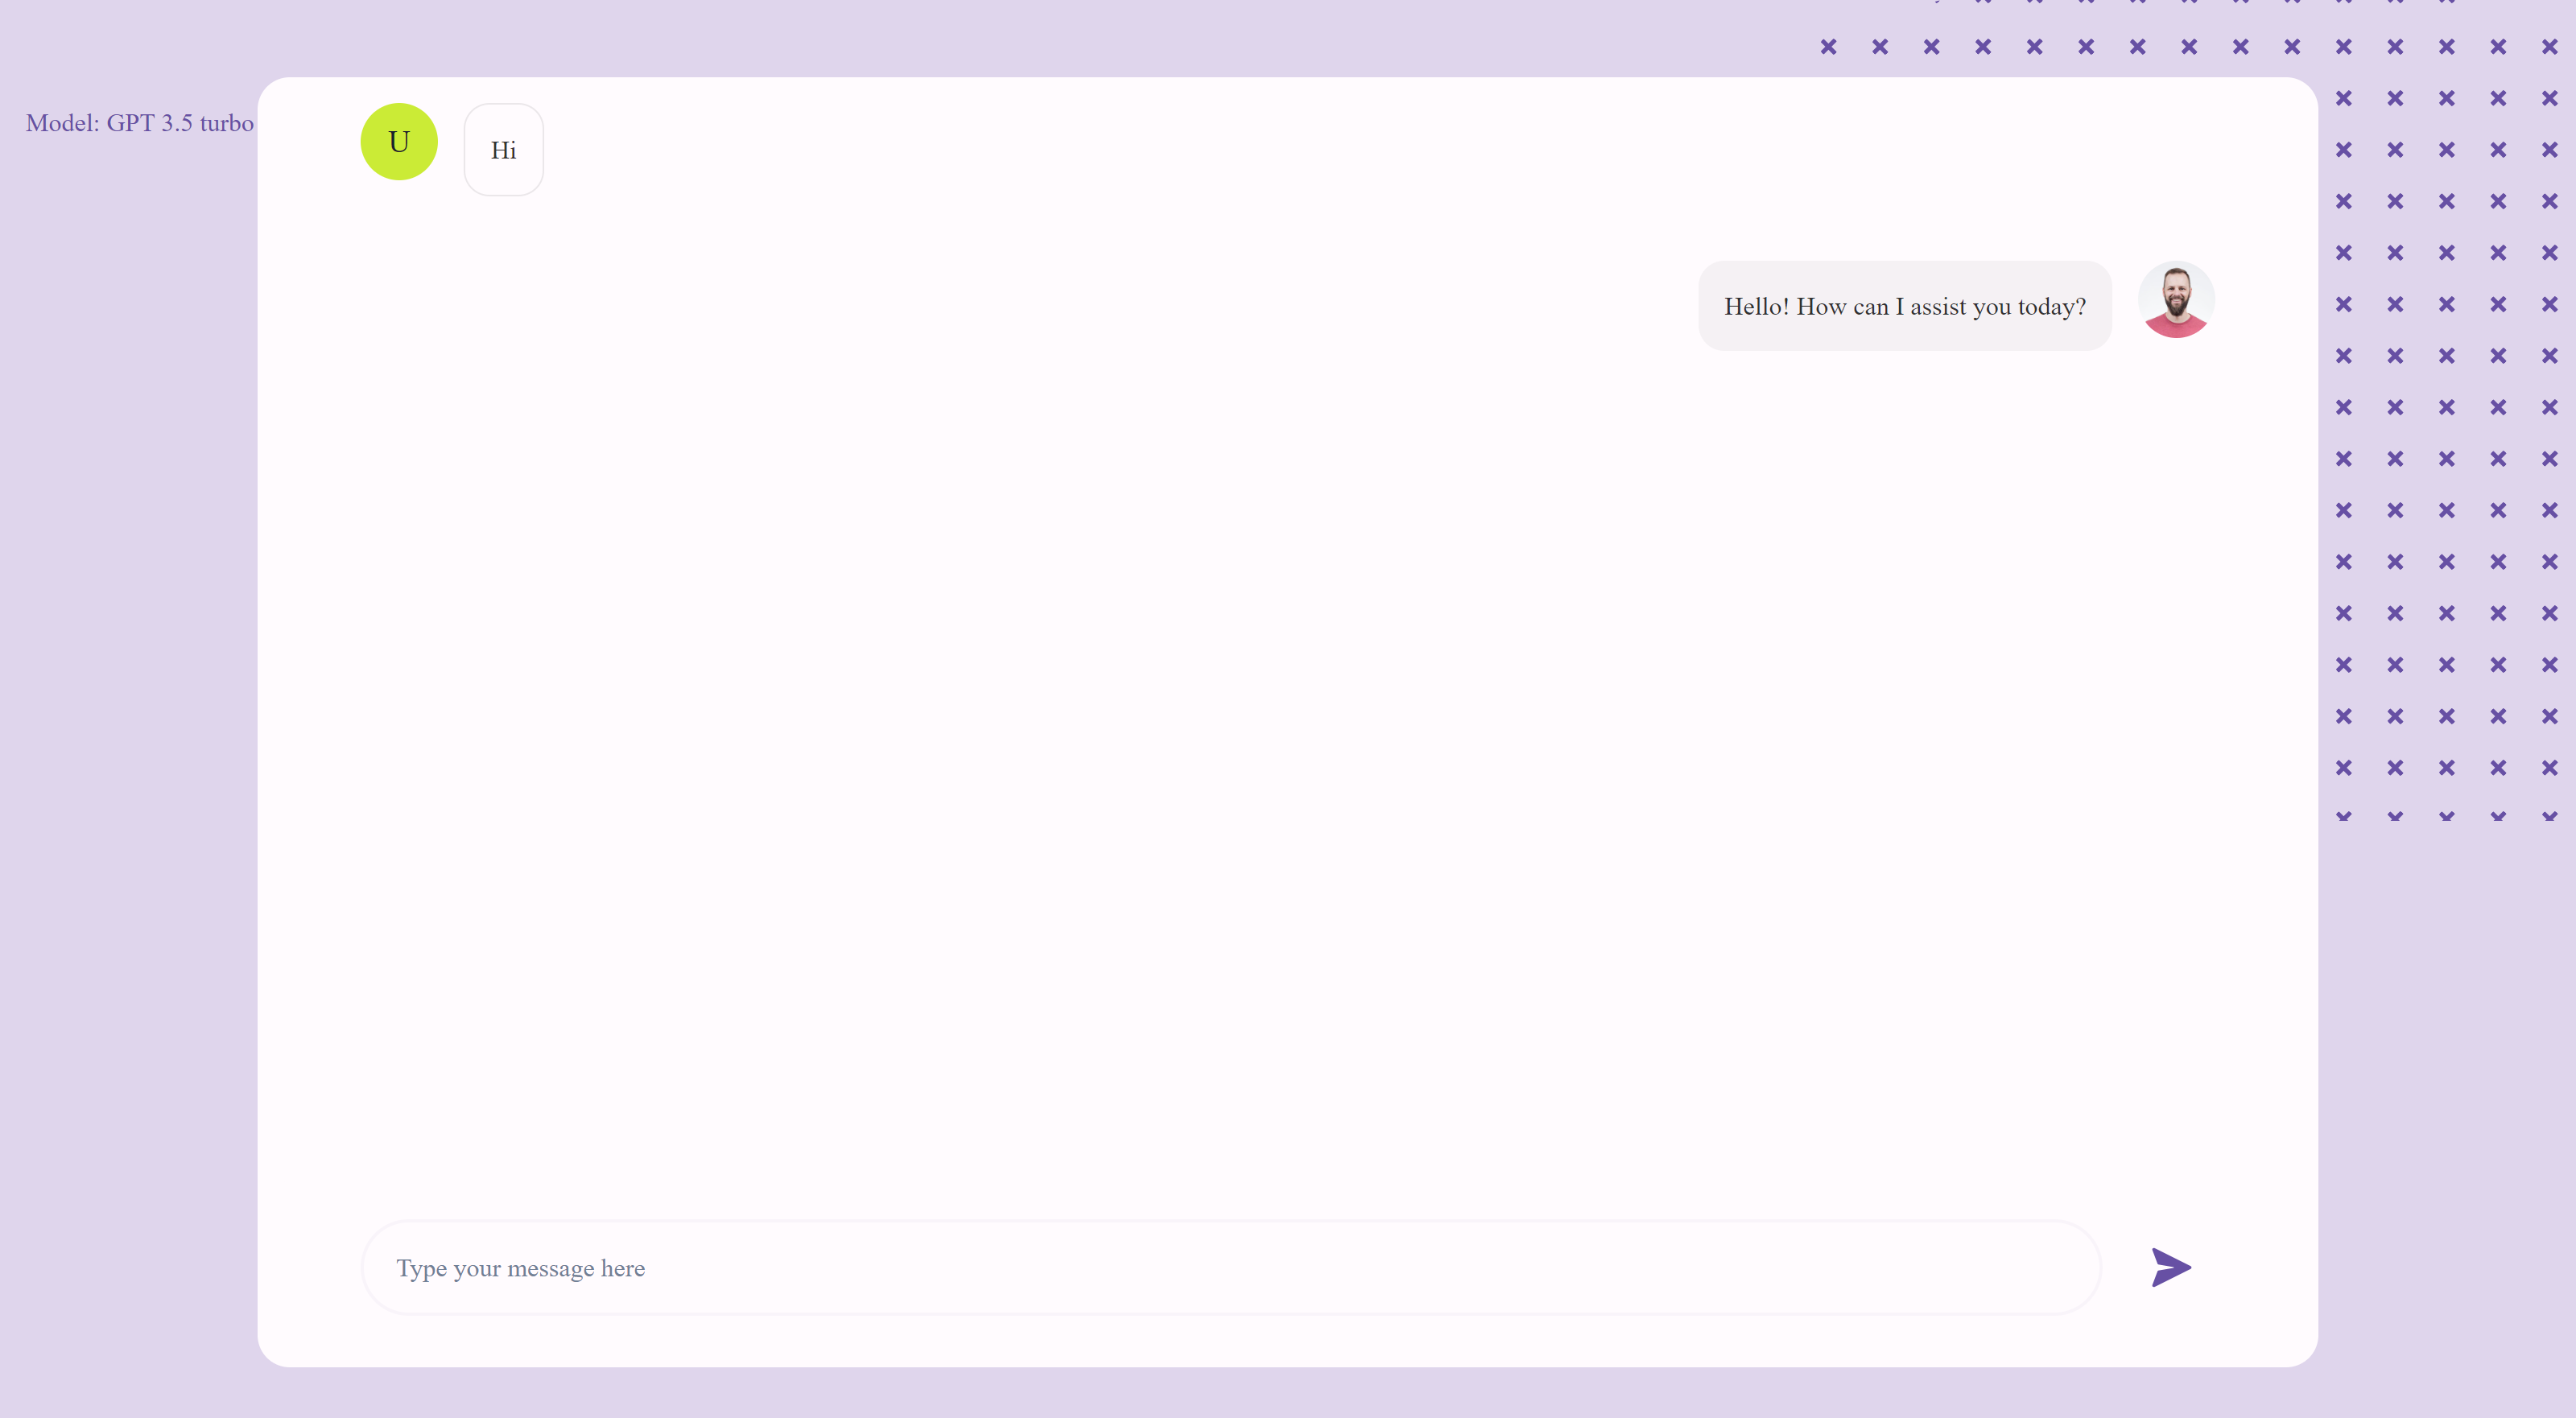 Model: GPT 3.5 turbo
U
Hi
Hello! How can I assist you today?
Type your message here